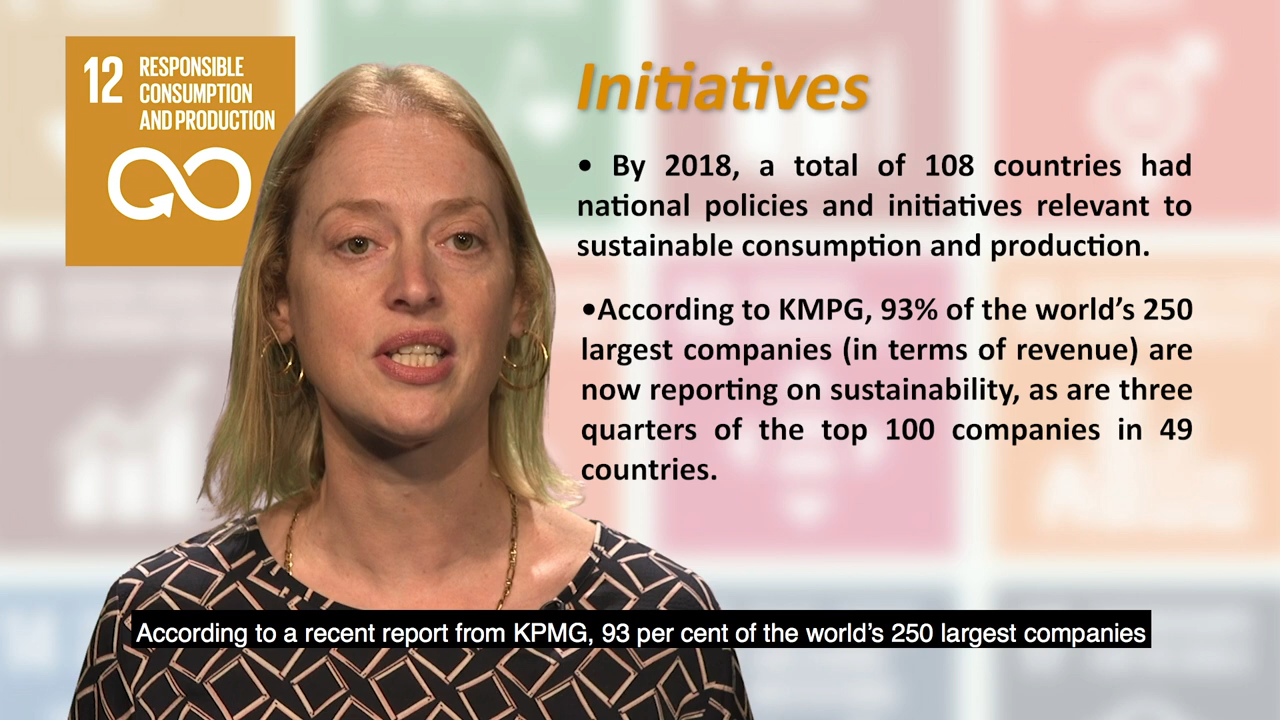 12 RESPONSIBLE
CONSUMPTION
AND PRODUCTION
Initiatives
• By 2018, a total of 108 countries had
national policies and initiatives relevant to
sustainable consumption and production.
•According to KMPG, 93% of the world’s 250
largest companies (in terms of revenue) are
now reporting on sustainability, as are three
quarters of the top 100 companies in 49
countries.
According to a recent report from KPMG, 93 per cent of the world’s 250 largest companies